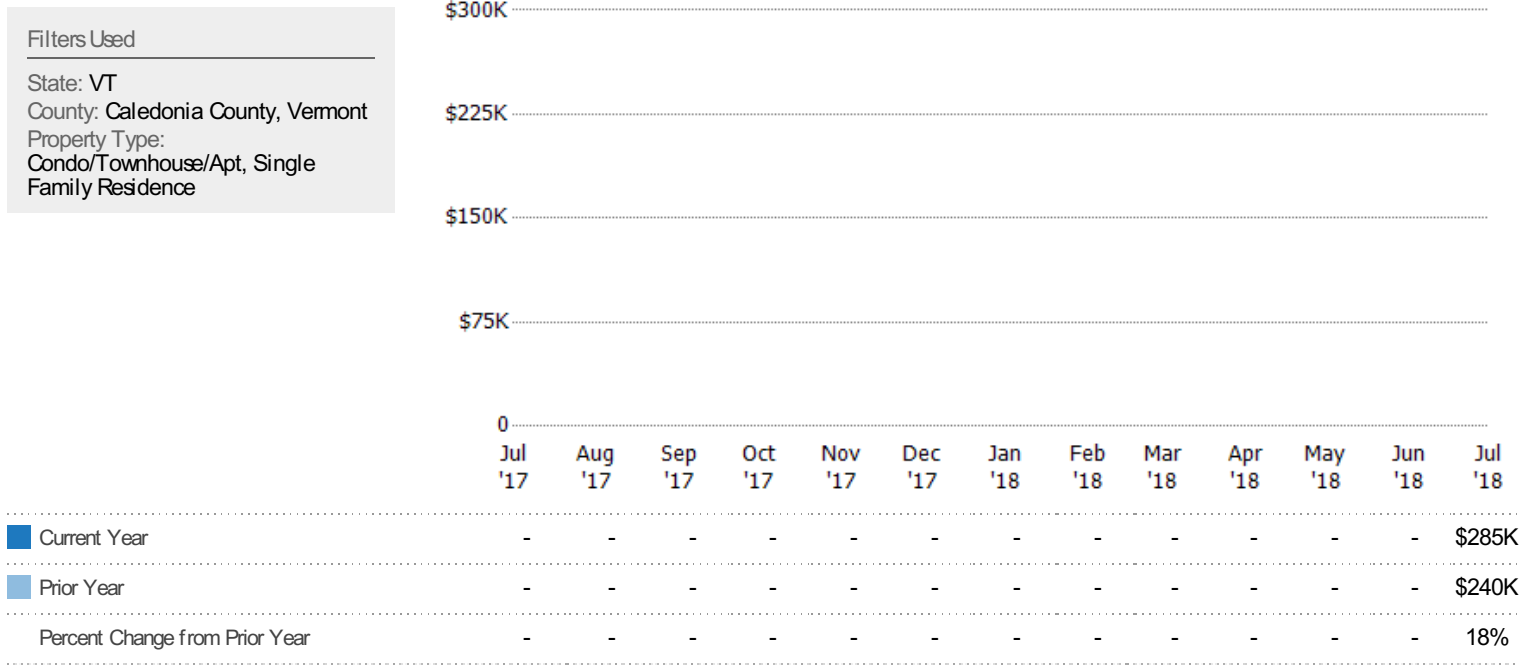 Filters Used
State: VT
County: Caledonia County, Vermont
Property Type:
Condo/Townhouse/Apt, Single
Family Residence
$300K
$225K
$150K
$75K
0
Jul Aug Sep Oct Nov Dec Jan Feb Mar Apr May Jun Jul
'17 '17 '17 '17 '17 '17 '18 '18 '18 '18 '18 '18 '18
Current Year - - - - - - - - - - - - $285K
Prior Year - - - - - - - - - - - - $240K
Percent Change from Prior Year - - - - - - - - - - - - 18%